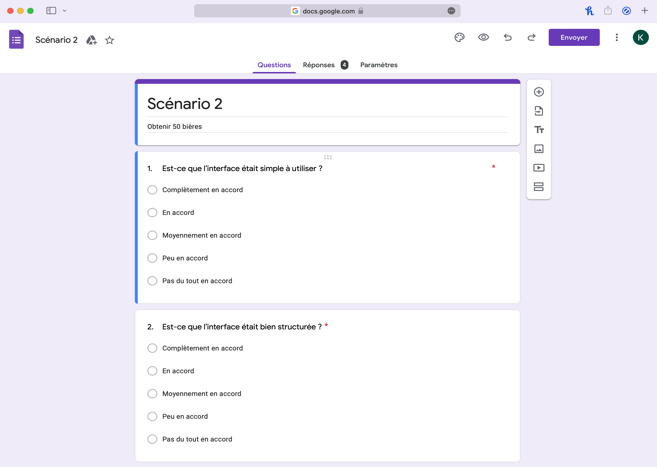 docs.google.com
Scénario 2
Envoyer
K
Questions
Réponses 4
Paramètres
Scénario 2
Obtenir 50 bières
1. Est-ce que l'interface était simple à utiliser ? *
Complètement en accord
En accord
Moyennement en accord
Peu en accord
Pas du tout en accord
2. Est-ce que l'interface était bien structurée ? *
Complètement en accord
En accord
Moyennement en accord
Peu en accord
Pas du tout en accord
Tт